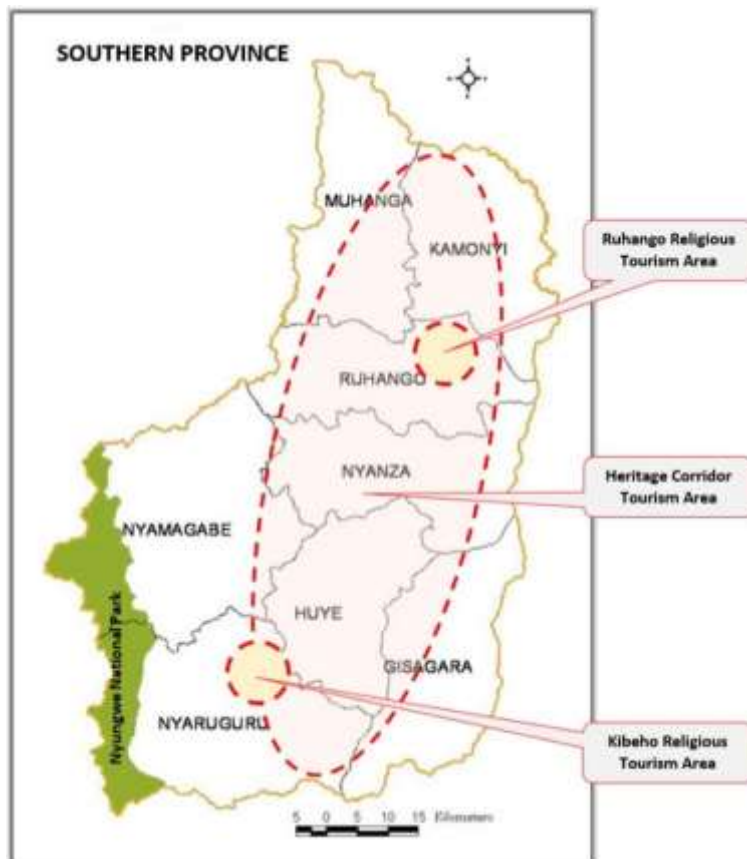 SOUTHERN PROVINCE
MUHANGA
KAMONYI
Ruhango Religious
Tourism Area
RUHANGO
NYANZA
Heritage Corridor
Tourism Area
NYAMAGABE
HUYE
GISAGARA
Nyungwe National Park
NYARUGURU
Kibeho Religious
Tourism Area
5 0 5 10 15 Kilometers